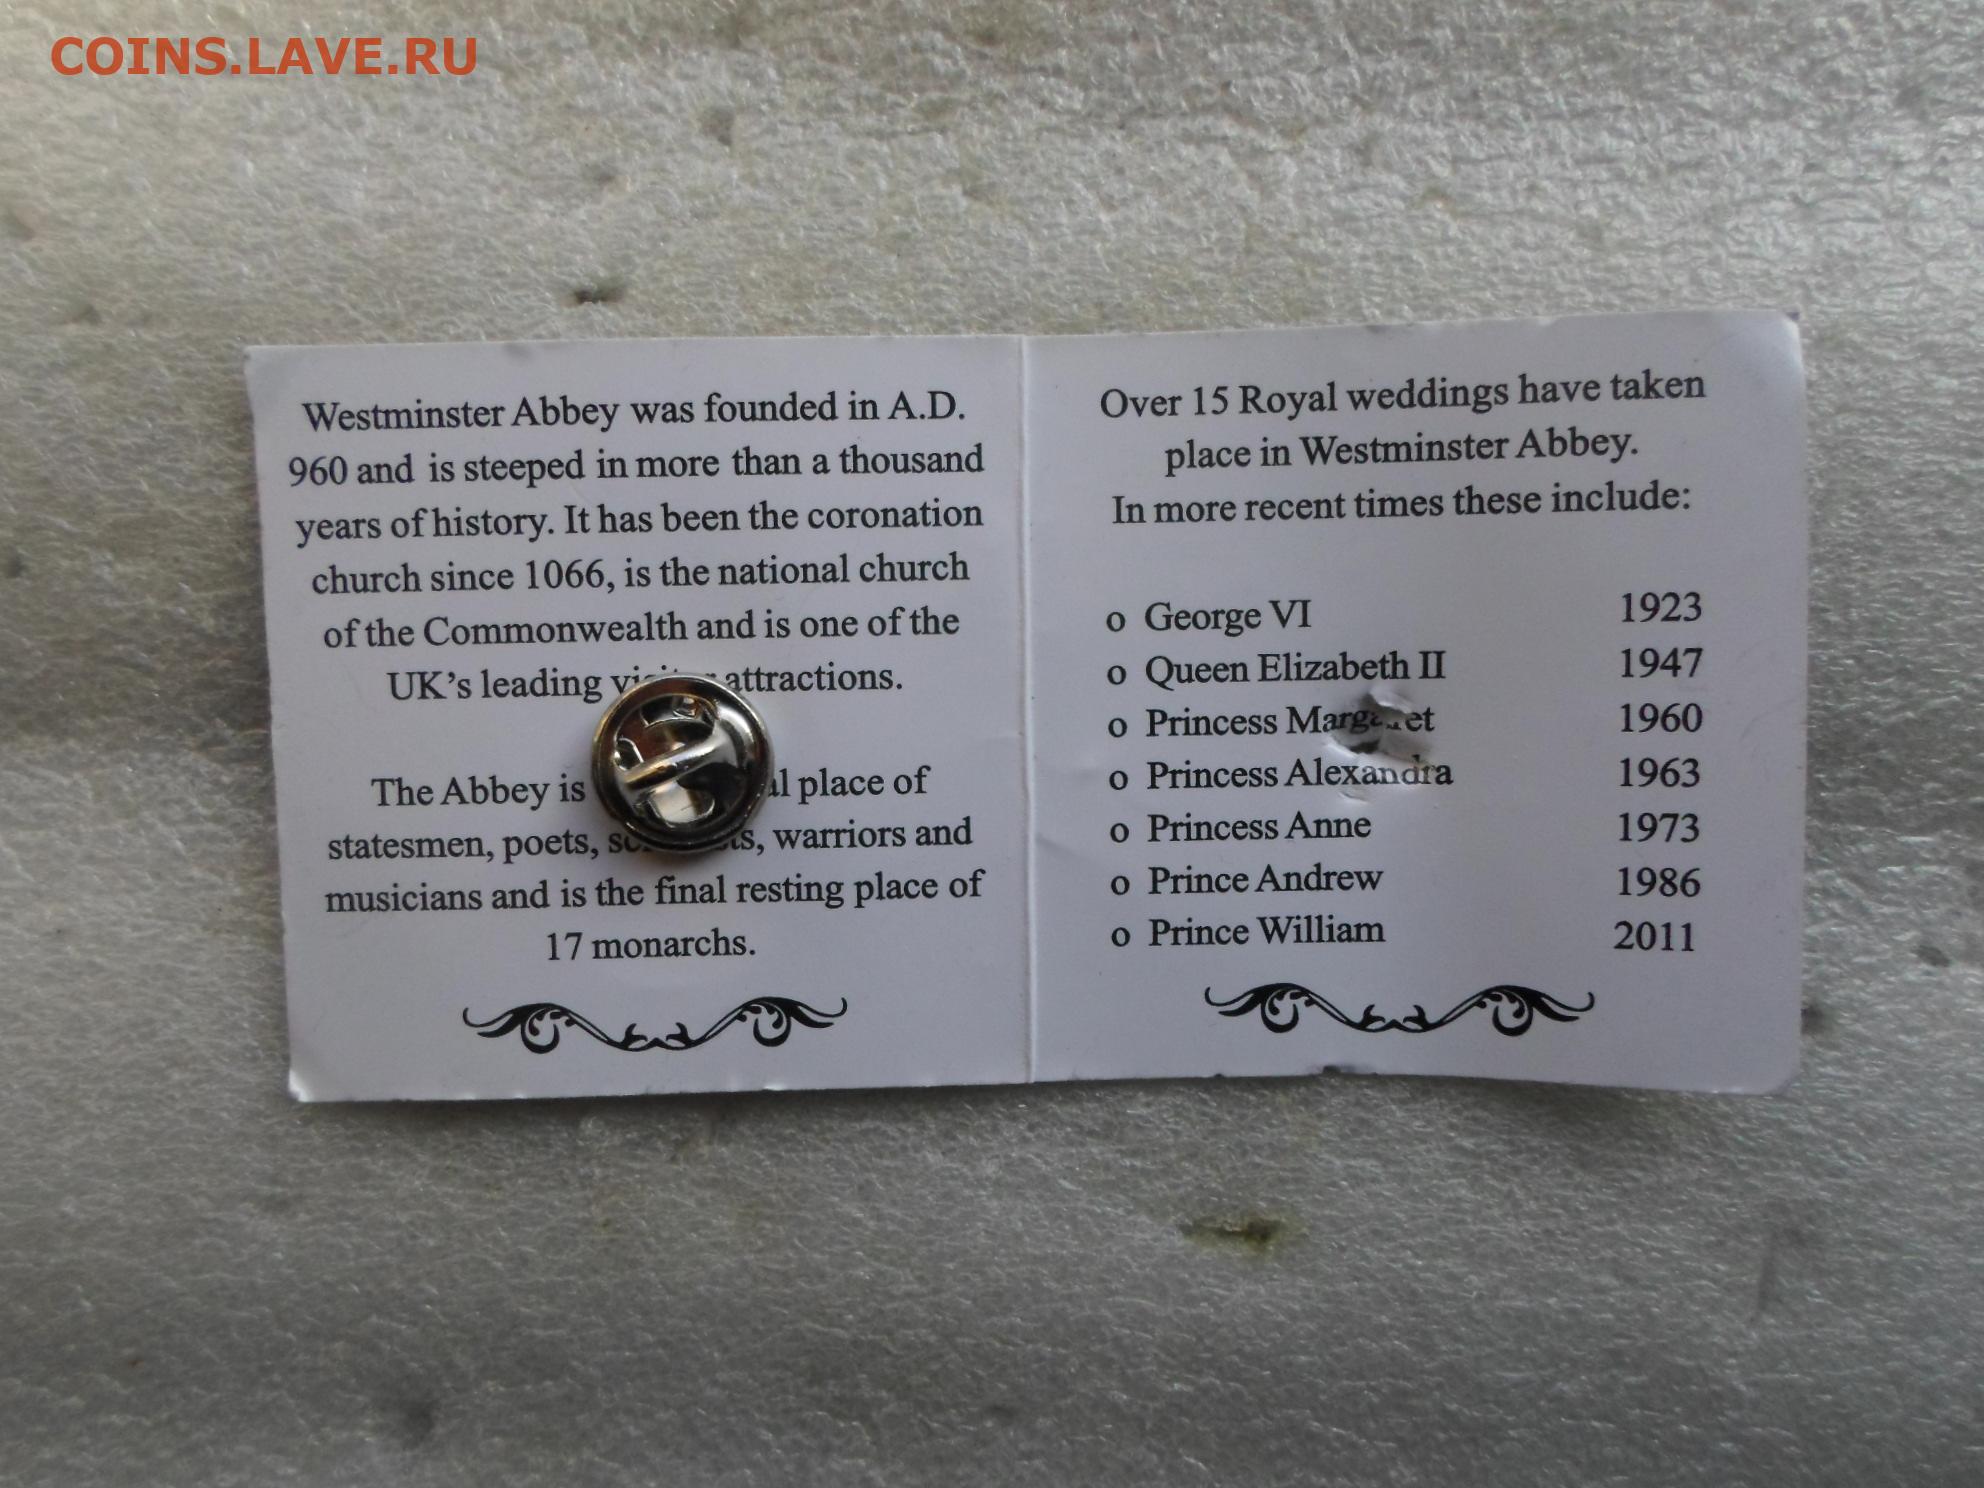 COINS.LAVE.RU
Westminster Abbey was founded in A.D.
960 and is steeped in more than a thousand
years of history. It has been the coronation
church since 1066, is the national church
of the Commonwealth and is one of the
UK's leading attractions.
The Abbey is place of
statesmen, poets, warriors and
musicians and is the final resting place of
17 monarchs.
Over 15 Royal weddings have taken
place in Westminster Abbey.
In more recent times these include:
o George VI 1923
o Queen Elizabeth II 1947
o Princess Margaret 1960
o Princess Alexandra 1963
o Princess Anne 1973
o Prince Andrew 1986
o Prince William 2011